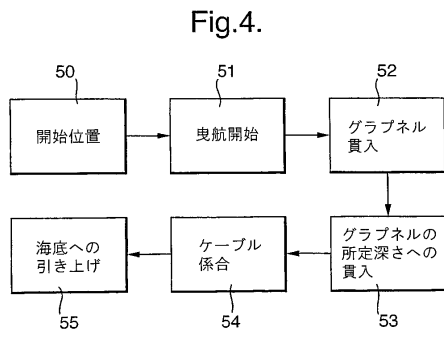 Fig.4.
50
51
52
開始位置
曳航開始
グラプネル
貫入
海底への
引き上げ
ケーブル
係合
グラプネルの
所定深さへの
貫入
55
54
53